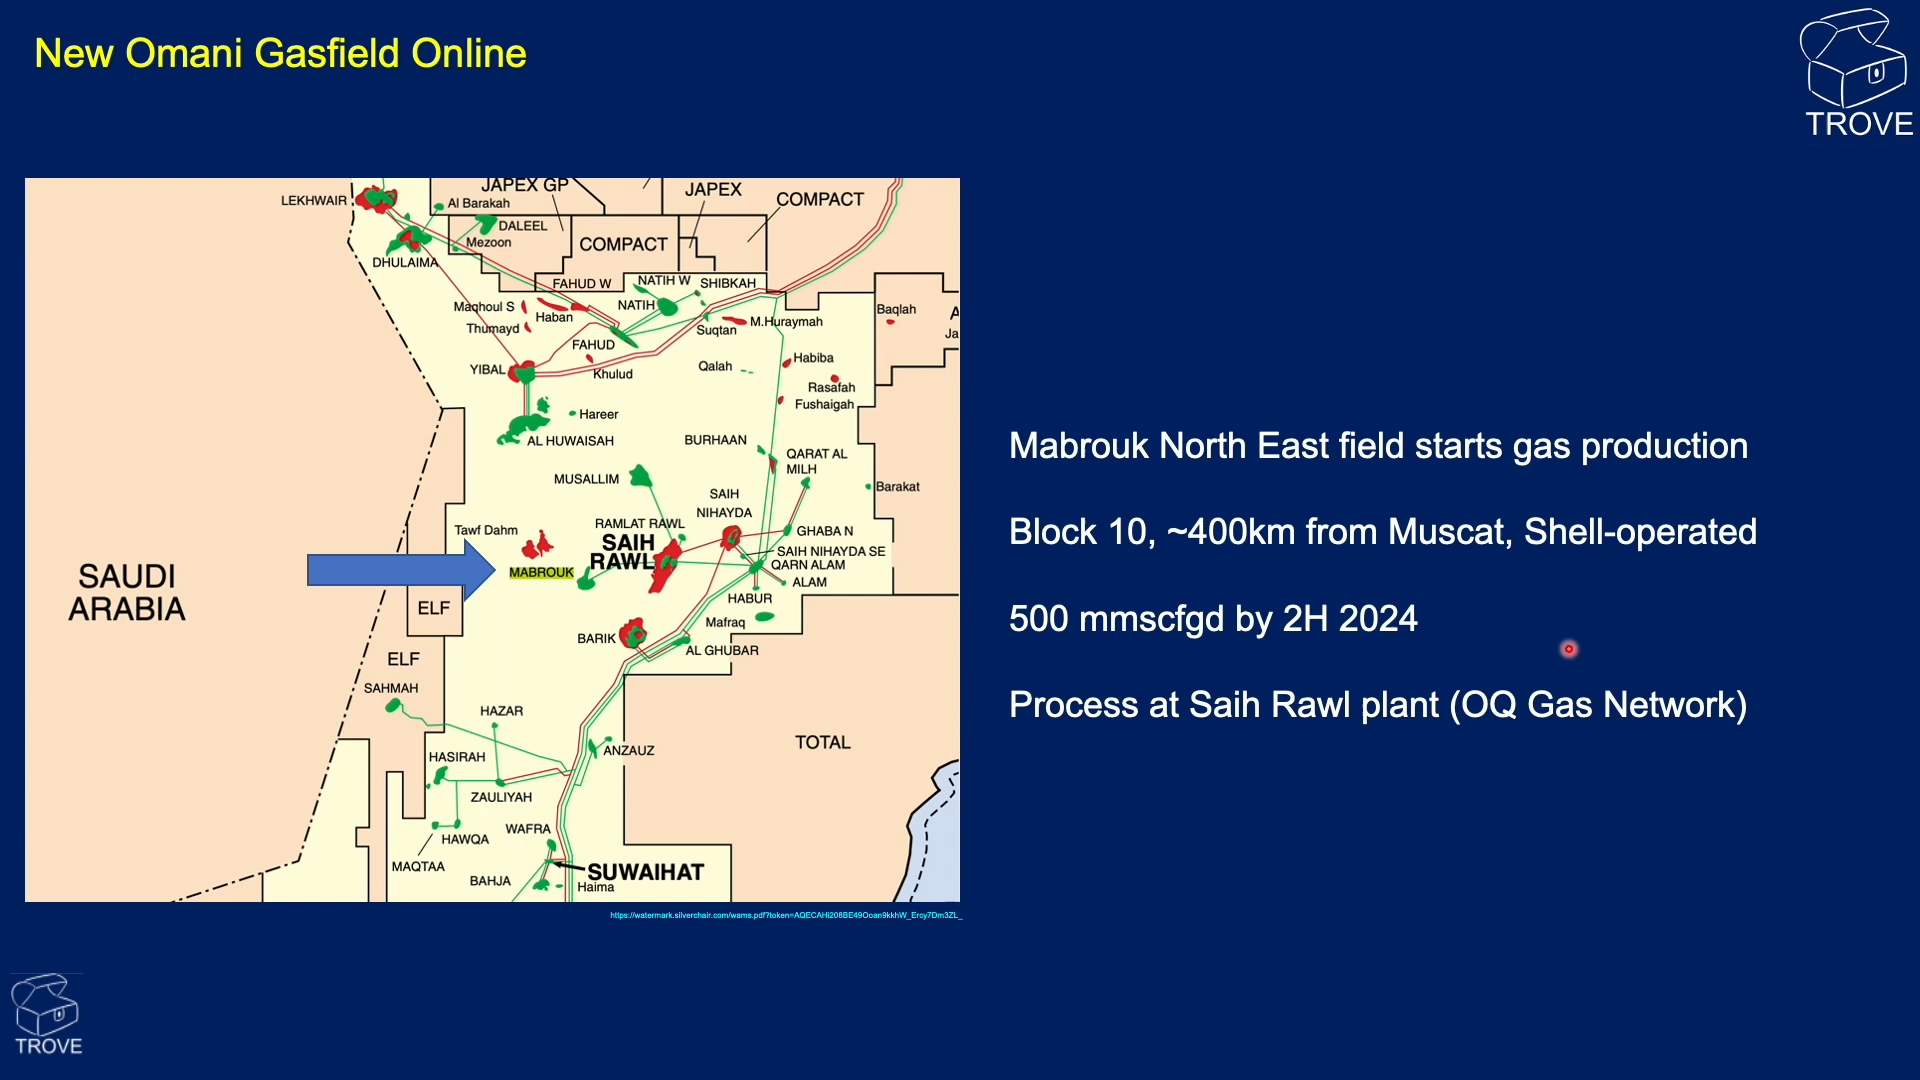 New Omani Gasfield Online
TROVE
JAPEX GP
JAPEX
COMPACT
LEKHWAIR
Al Barakah
DALEEL
Mezoon
COMPACT
DHULAIMA
FAHUD W
NATIH W
SHIBKAH
Maqhoul S
Haban
NATIH
Baqlah
A
Ja
Thumayd
Suqtan
M.Huraymah
FAHUD
YIBAL
Khulud
Qalah
Habiba
Rasafah
Fushaigah
Hareer
AL HUWAISAH
BURHAAN
QARAT AL
MILH
MUSALLIM
Barakat
SAIH
NIHAYDA
Tawf Dahm
RAMLAT RAWL
SAIH
RAWL
GHABA N
SAIH NIHAYDA SE
QARN ALAM
MABROUK
ALAM
SAUDI
ARABIA
ELF
HABUR
Mafraq
BARIK
AL GHUBAR
ELF
SAHMAH
HAZAR
TOTAL
ANZAUZ
HASIRAH
ZAULIYAH
WAFRA
HAWQA
MAQTAA
SUWAIHAT
BAHJA
Haima
Mabrouk North East field starts gas production
Block 10, ~400km from Muscat, Shell-operated
500 mmscfgd by 2H 2024
Process at Saih Rawl plant (OQ Gas Network)
TROVE